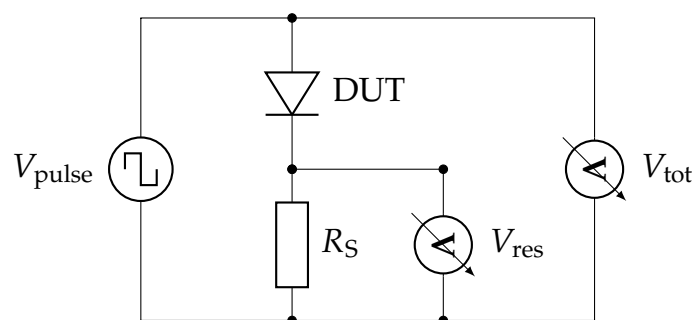 DUT
V_pulse
V
V_tot
R_S
V
V_res